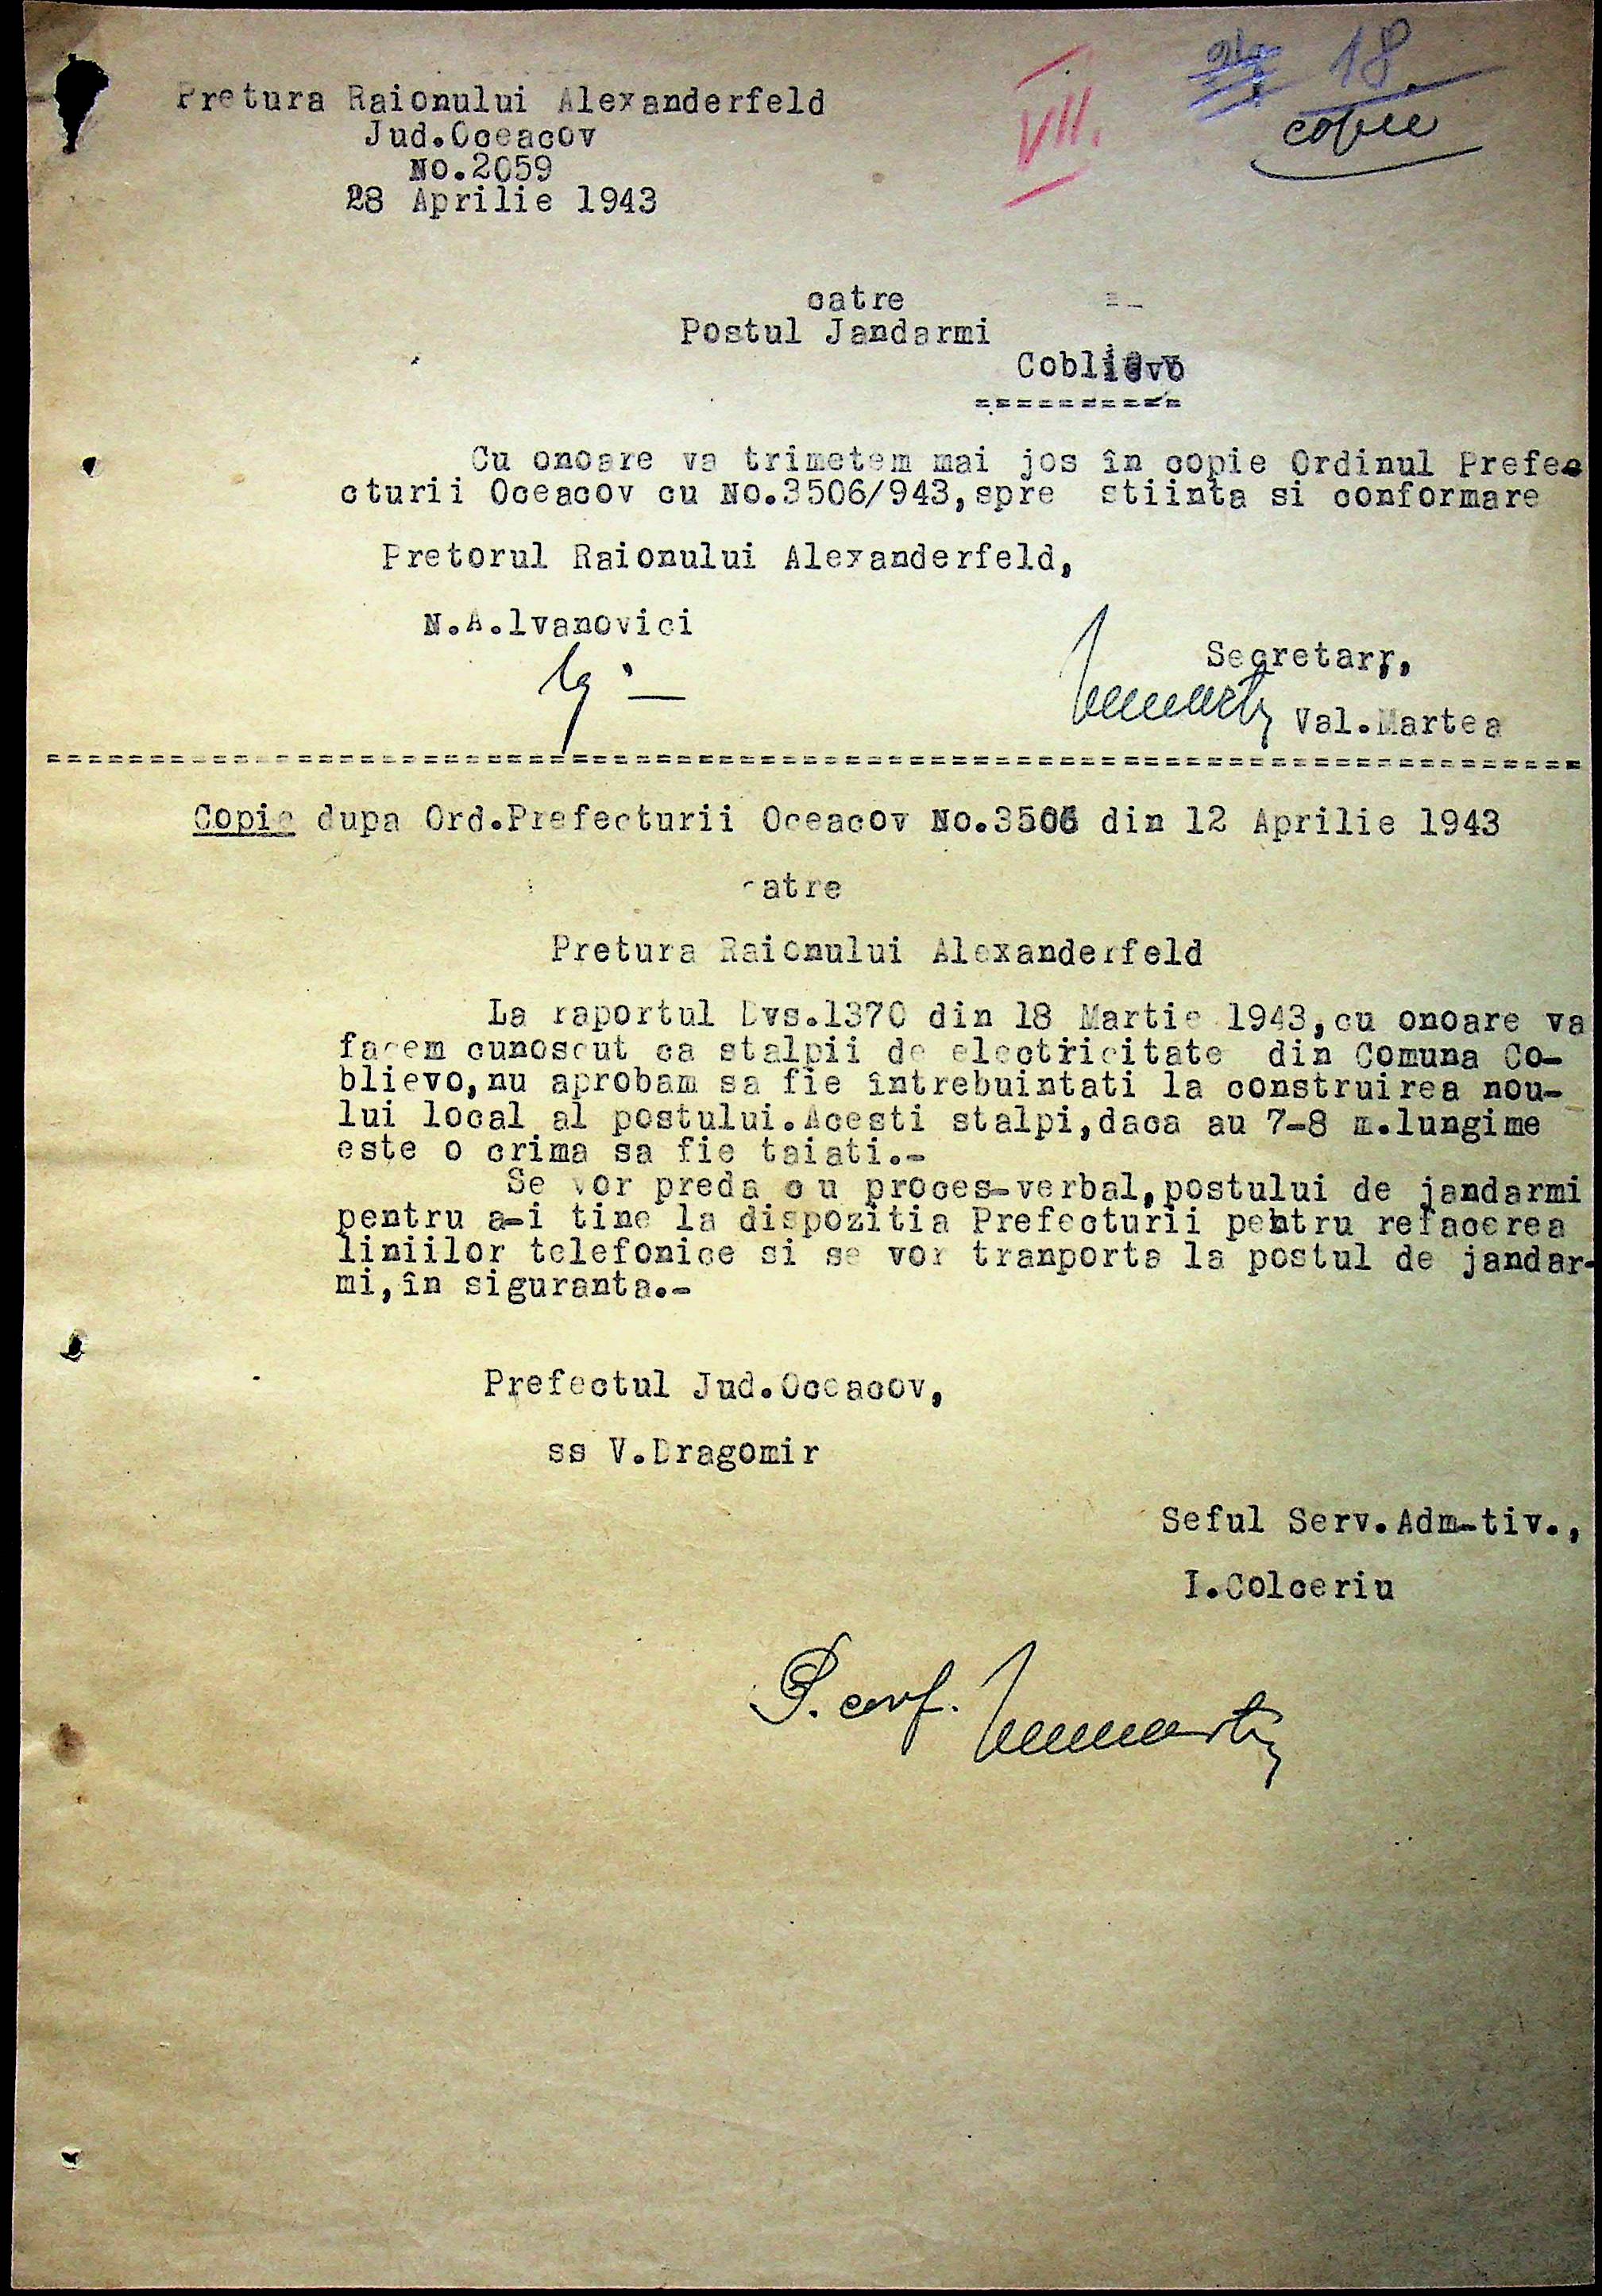 18
copie
VII.
Pretura Raionului Alexanderfeld
Jud.Oceacov
No.2059
28 Aprilie 1943
catre
Postul Jandarmi
Coblievo
==========
Cu onoare va trimetem mai jos în copie Ordinul Prefec
cturii Oceacov cu No.3506/943,spre stiinta si conformare
Pretorul Raionului Alexanderfeld,
N.A.lvanovici
Secretarr,
Val.Martea
Copie dupa Ord.Prefecturii Oceacov No.3506 din 12 Aprilie 1943
catre
Pretura Raionului Alexanderfeld
La raportul Dvs.1370 din 18 Martie 1943,cu onoare va
facem cunoscut ca stalpii de electricitate din Comuna Co-
blievo,nu aprobam sa fie întrebuintati la construirea nou-
lui local al postului.Acesti stalpi,daca au 7-8 m.lungime
este o crima sa fie taiati.-
Se vor preda cu proces-verbal,postului de jandarmi
pentru a-i tine la dispozitia Prefecturii pentru refacerea
liniilor telefonice si se vor tranporta la postul de jandar-
mi,în siguranta.-
Prefectul Jud.Oceacov,
ss V.Dragomir
Seful Serv.Adm-tiv.,
I.Colceriu
P. conf.